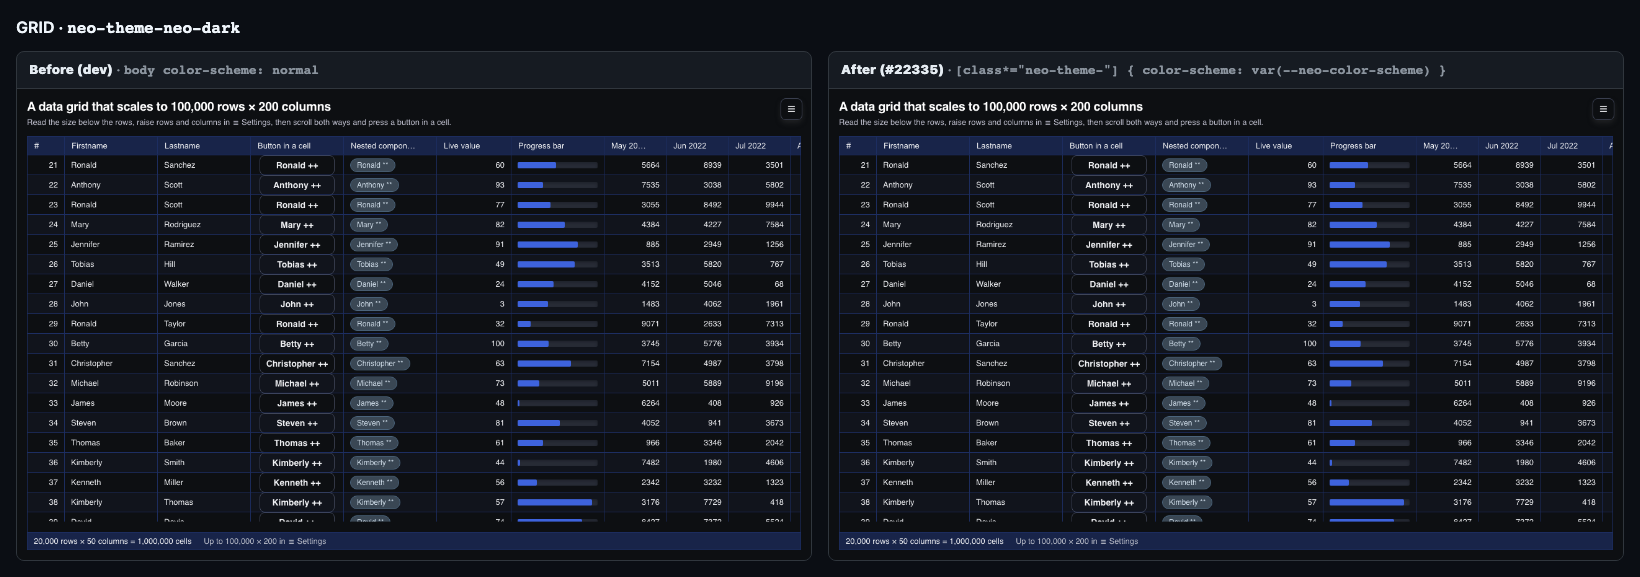 GRID · neo-theme-neo-dark
Before (dev) · body color-scheme: normal
A data grid that scales to 100,000 rows × 200 columns
≡
Read the size below the rows, raise rows and columns in ≡ Settings, then scroll both ways and press a button in a cell.
# Firstname Lastname Button in a cell Nested compon... Live value Progress bar May 20... Jun 2022 Jul 2022
21 Ronald Sanchez Ronald ++ Ronald ** 60 5664 8939 3501
22 Anthony Scott Anthony ++ Anthony ** 93 7535 3038 5802
23 Ronald Scott Ronald ++ Ronald ** 77 3055 8492 9944
24 Mary Rodriguez Mary ++ Mary ** 82 4384 4227 7584
25 Jennifer Ramirez Jennifer ++ Jennifer ** 91 885 2949 1256
26 Tobias Hill Tobias ++ Tobias ** 49 3513 5820 767
27 Daniel Walker Daniel ++ Daniel ** 24 4152 5046 68
28 John Jones John ++ John ** 3 1483 4062 1961
29 Ronald Taylor Ronald ++ Ronald ** 32 9071 2633 7313
30 Betty Garcia Betty ++ Betty ** 100 3745 5776 3934
31 Christopher Sanchez Christopher ++ Christopher ** 63 7154 4987 3798
32 Michael Robinson Michael ++ Michael ** 73 5011 5889 9196
33 James Moore James ++ James ** 48 6264 408 926
34 Steven Brown Steven ++ Steven ** 81 4052 941 3673
35 Thomas Baker Thomas ++ Thomas ** 61 966 3346 2042
36 Kimberly Smith Kimberly ++ Kimberly ** 44 7482 1980 4606
37 Kenneth Miller Kenneth ++ Kenneth ** 56 2342 3232 1323
38 Kimberly Thomas Kimberly ++ Kimberly ** 57 3176 7729 418
20,000 rows × 50 columns = 1,000,000 cells Up to 100,000 × 200 in ≡ Settings
After (#22335) · [class*="neo-theme-"] { color-scheme: var(--neo-color-scheme) }
A data grid that scales to 100,000 rows × 200 columns
≡
Read the size below the rows, raise rows and columns in ≡ Settings, then scroll both ways and press a button in a cell.
# Firstname Lastname Button in a cell Nested compon... Live value Progress bar May 20... Jun 2022 Jul 2022
21 Ronald Sanchez Ronald ++ Ronald ** 60 5664 8939 3501
22 Anthony Scott Anthony ++ Anthony ** 93 7535 3038 5802
23 Ronald Scott Ronald ++ Ronald ** 77 3055 8492 9944
24 Mary Rodriguez Mary ++ Mary ** 82 4384 4227 7584
25 Jennifer Ramirez Jennifer ++ Jennifer ** 91 885 2949 1256
26 Tobias Hill Tobias ++ Tobias ** 49 3513 5820 767
27 Daniel Walker Daniel ++ Daniel ** 24 4152 5046 68
28 John Jones John ++ John ** 3 1483 4062 1961
29 Ronald Taylor Ronald ++ Ronald ** 32 9071 2633 7313
30 Betty Garcia Betty ++ Betty ** 100 3745 5776 3934
31 Christopher Sanchez Christopher ++ Christopher ** 63 7154 4987 3798
32 Michael Robinson Michael ++ Michael ** 73 5011 5889 9196
33 James Moore James ++ James ** 48 6264 408 926
34 Steven Brown Steven ++ Steven ** 81 4052 941 3673
35 Thomas Baker Thomas ++ Thomas ** 61 966 3346 2042
36 Kimberly Smith Kimberly ++ Kimberly ** 44 7482 1980 4606
37 Kenneth Miller Kenneth ++ Kenneth ** 56 2342 3232 1323
38 Kimberly Thomas Kimberly ++ Kimberly ** 57 3176 7729 418
20,000 rows × 50 columns = 1,000,000 cells Up to 100,000 × 200 in ≡ Settings